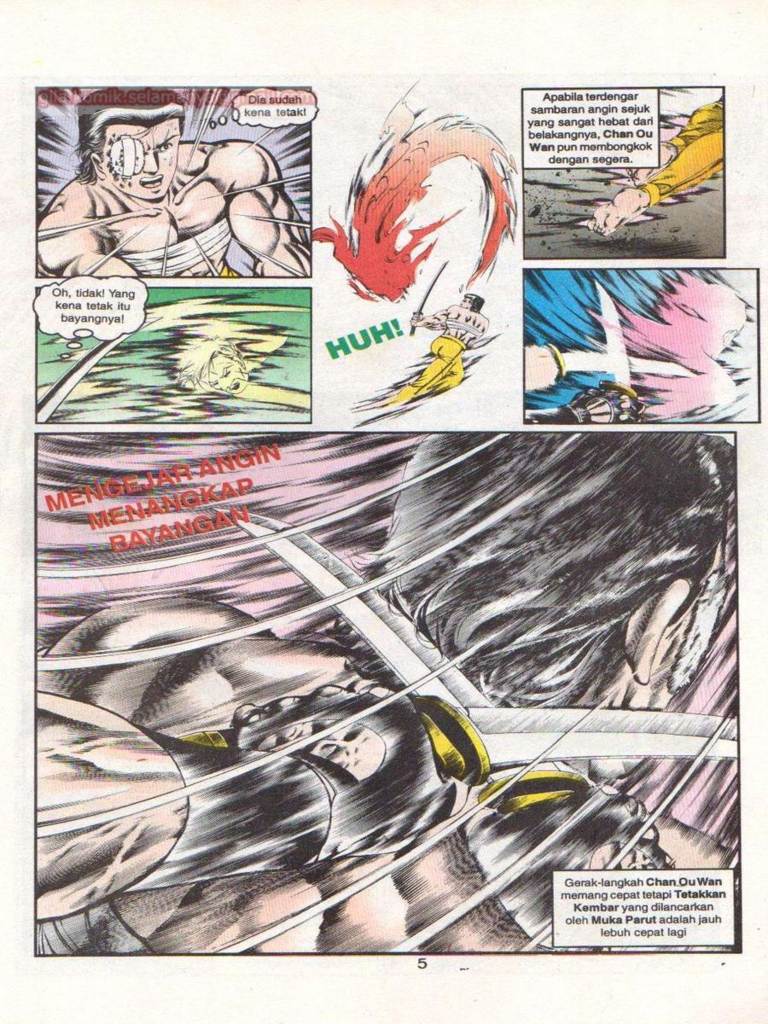 gilakomik.selamanya
Dia sudah
kena tetak!
Oh, tidak! Yang
kena tetak itu
bayangnya!
HUH!
Apabila terdengar
sambaran angin sejuk
yang sangat hebat dari
belakangnya, Chan Ou
Wan pun membongkok
dengan segera.
MENGEJAR ANGIN
MENANGKAP
BAYANGAN
Gerak-langkah Chan Ou Wan
memang cepat tetapi Tetakkan
Kembar yang dilancarkan
oleh Muka Parut adalah jauh
lebuh cepat lagi
5